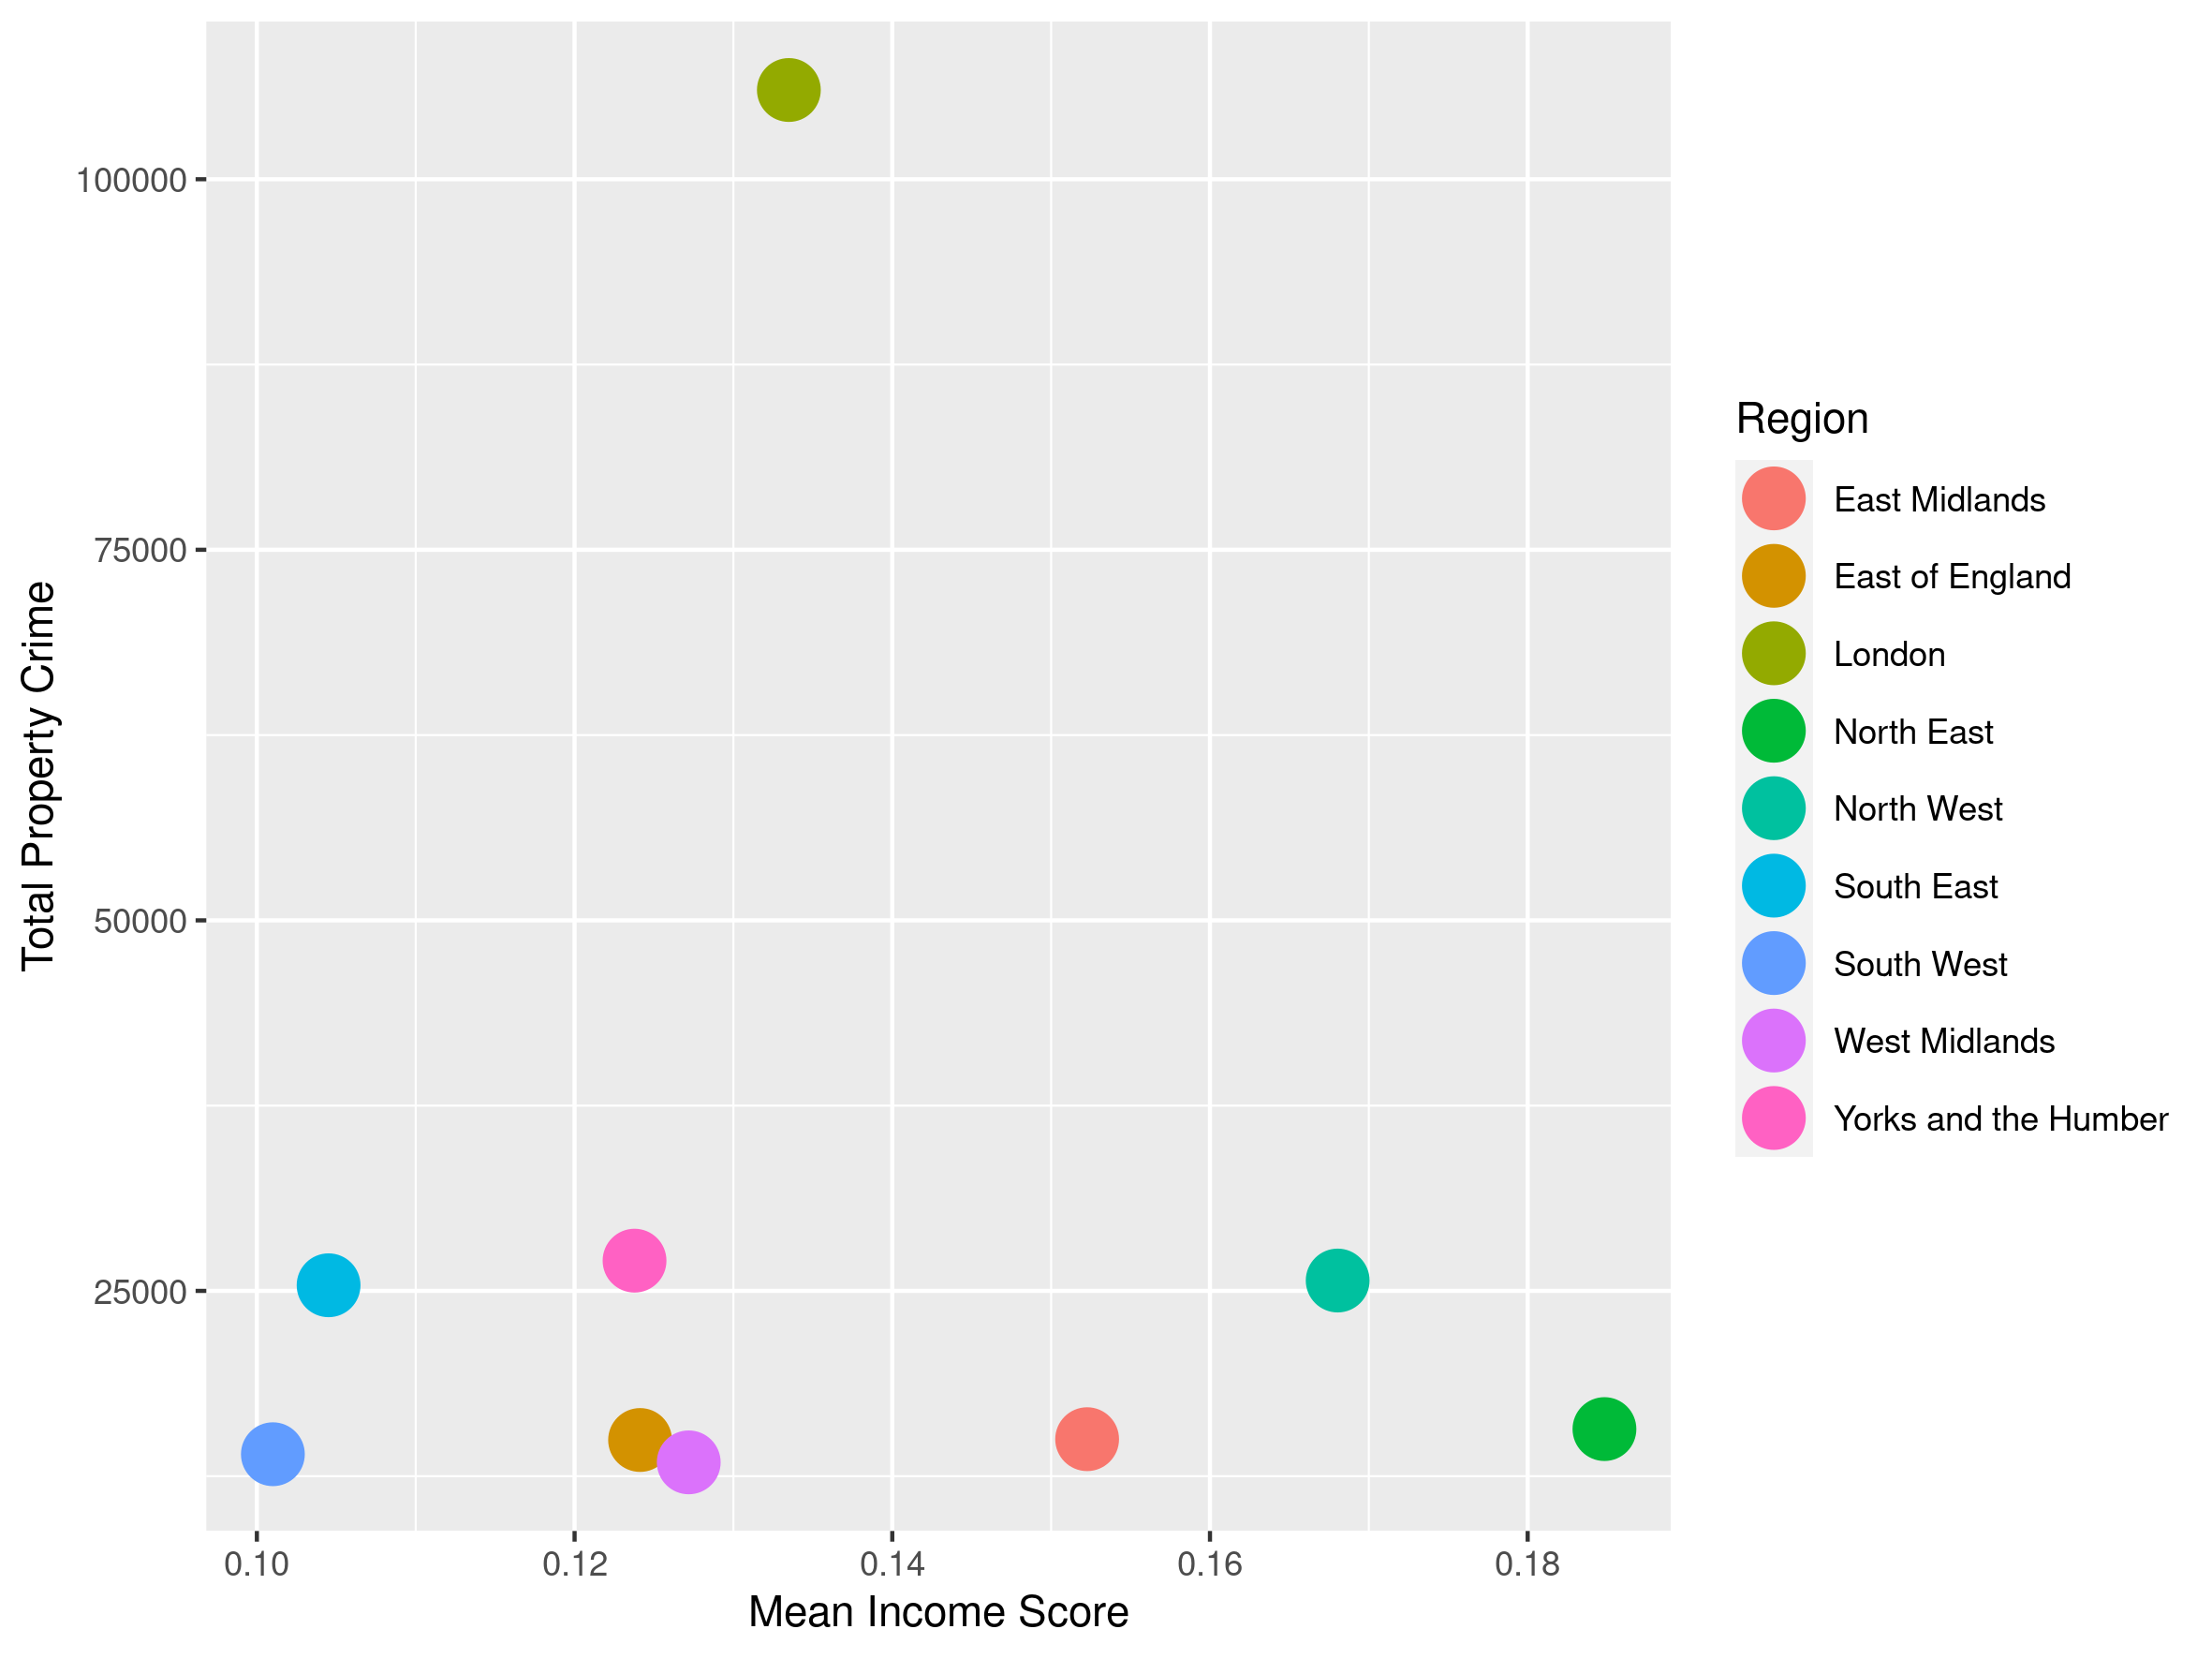 100000
75000
50000
25000
Total Property Crime
0.10
0.12
0.14
0.16
0.18
Mean Income Score
Region
East Midlands
East of England
London
North East
North West
South East
South West
West Midlands
Yorks and the Humber